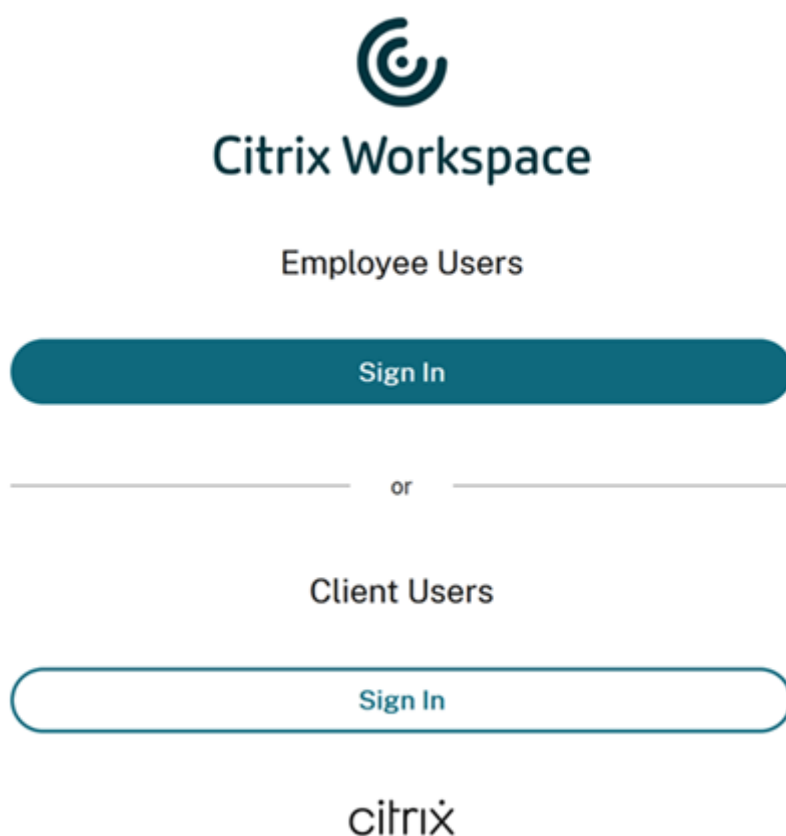 Citrix Workspace
Employee Users
Sign In
or
Client Users
Sign In
citrix